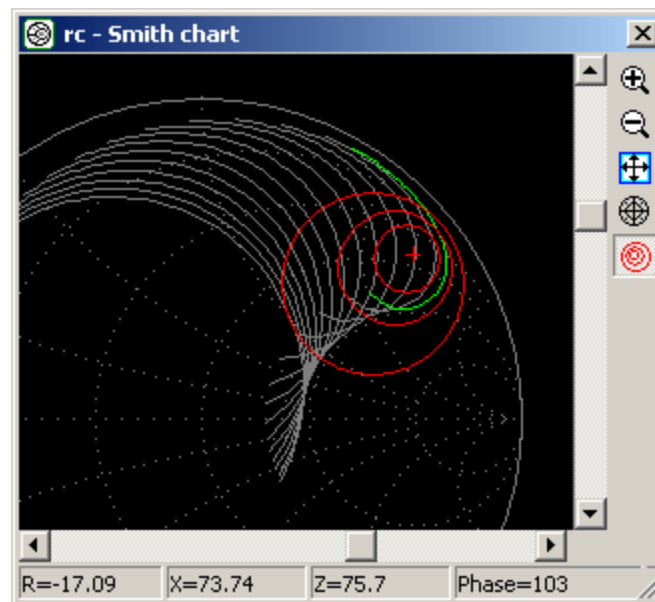 rc - Smith chart
R=-17.09 X=73.74 Z=75.7 Phase=103